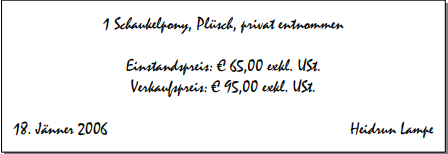 1 Schaukelpony, Plüsch, privat entnommen
Einstandspreis: € 65,00 exkl. USt.
Verkaufspreis: € 95,00 exkl. USt.
18. Jänner 2006 Heidrun Lampe